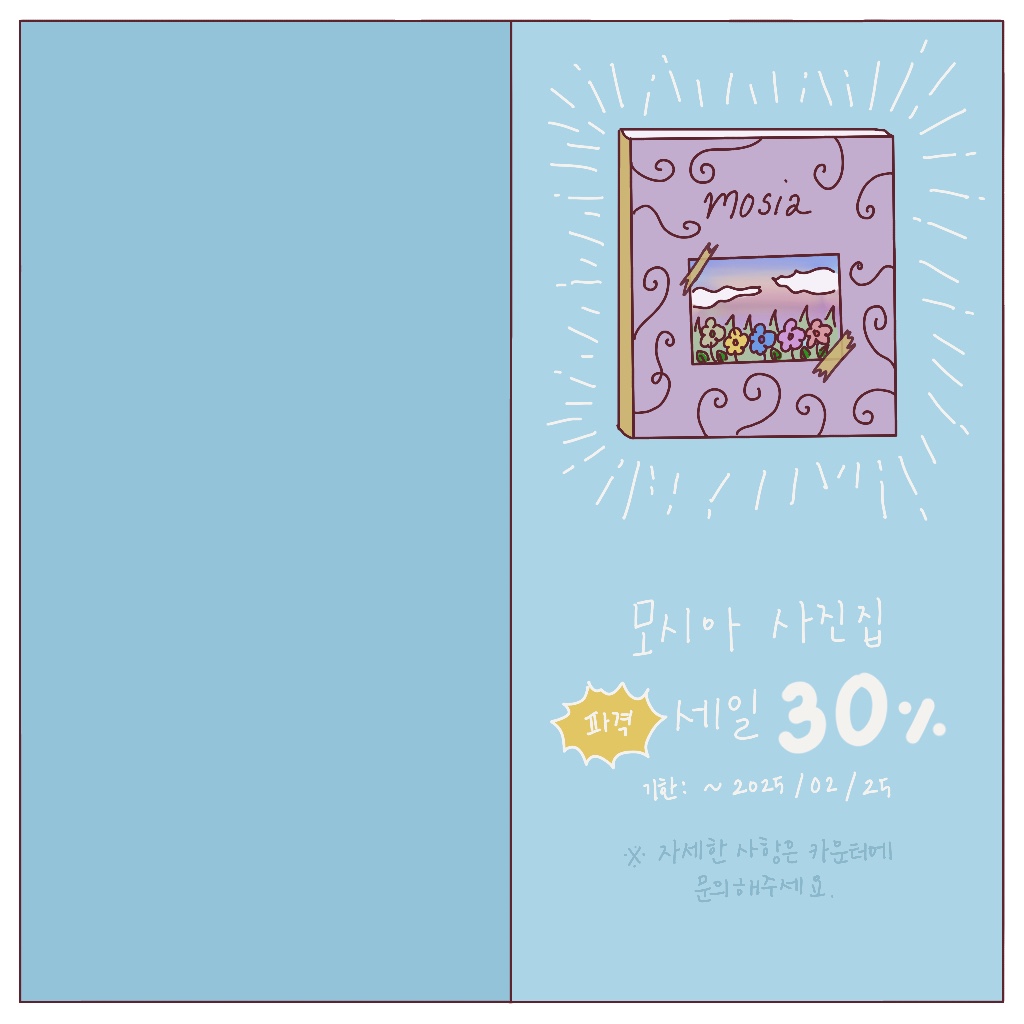 mosia
모시아 사진집
파격 세일 30%
기한: ~ 2025/02/25
※ 자세한 사항은 카운터에
문의해주세요.